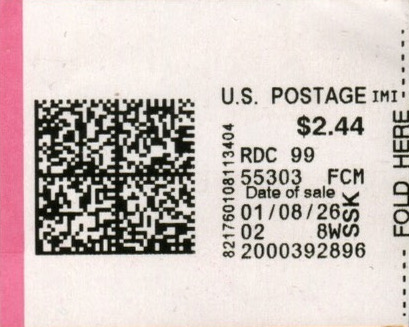 U.S. POSTAGE IMI
$2.44
RDC 99
55303 FCM
Date of sale
01/08/26
02 8W
2000392896
SSK
821760108113404
FOLD HERE